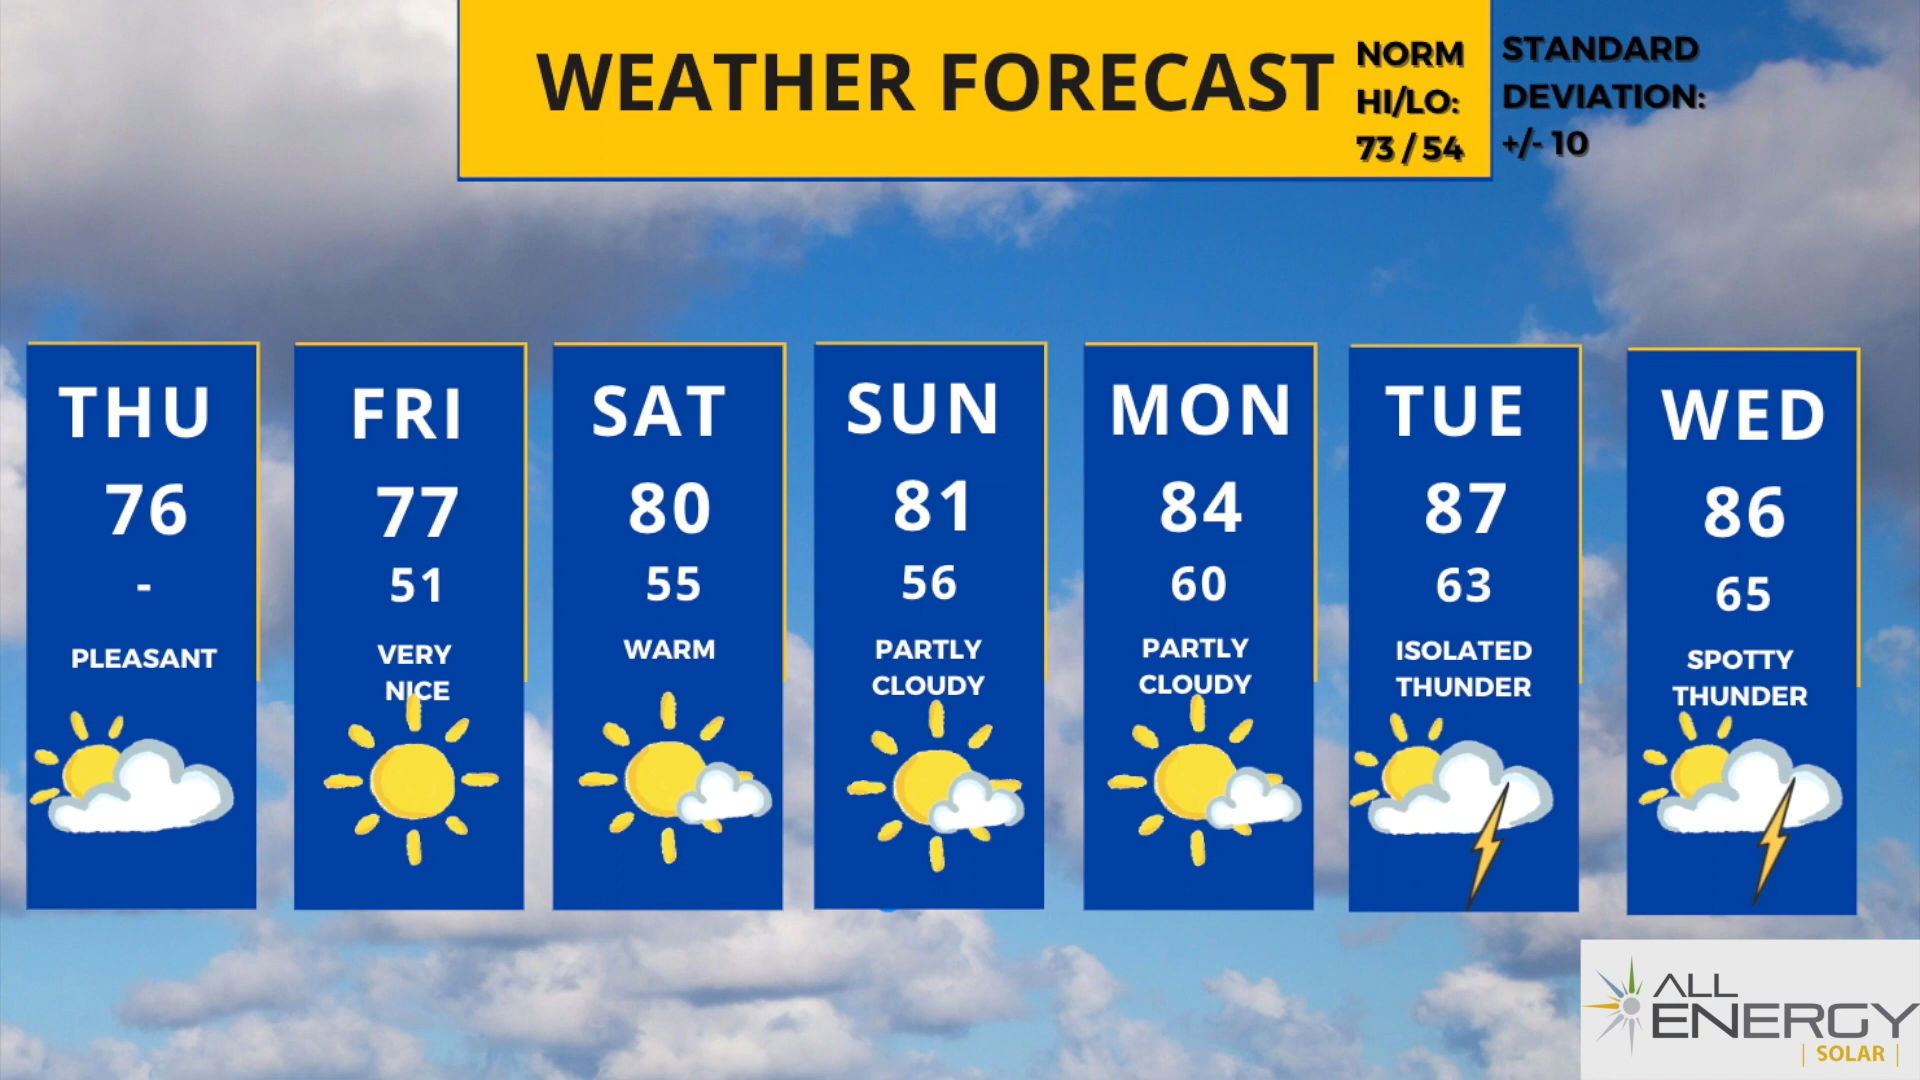 WEATHER FORECAST
NORM
HI/LO:
73 / 54
STANDARD
DEVIATION:
+/- 10
THU
76
-
PLEASANT
FRI
77
51
VERY
NICE
SAT
80
55
WARM
SUN
81
56
PARTLY
CLOUDY
MON
84
60
PARTLY
CLOUDY
TUE
87
63
ISOLATED
THUNDER
WED
86
65
SPOTTY
THUNDER
ALL
ENERGY
| SOLAR |